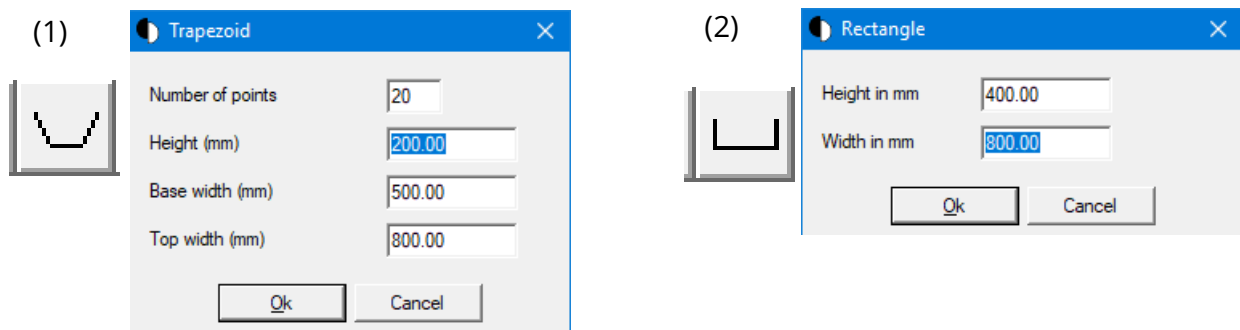 (1)
Trapezoid
Number of points 20
Height (mm) 200.00
Base width (mm) 500.00
Top width (mm) 800.00
Ok Cancel
(2)
Rectangle
Height in mm 400.00
Width in mm 800.00
Ok Cancel